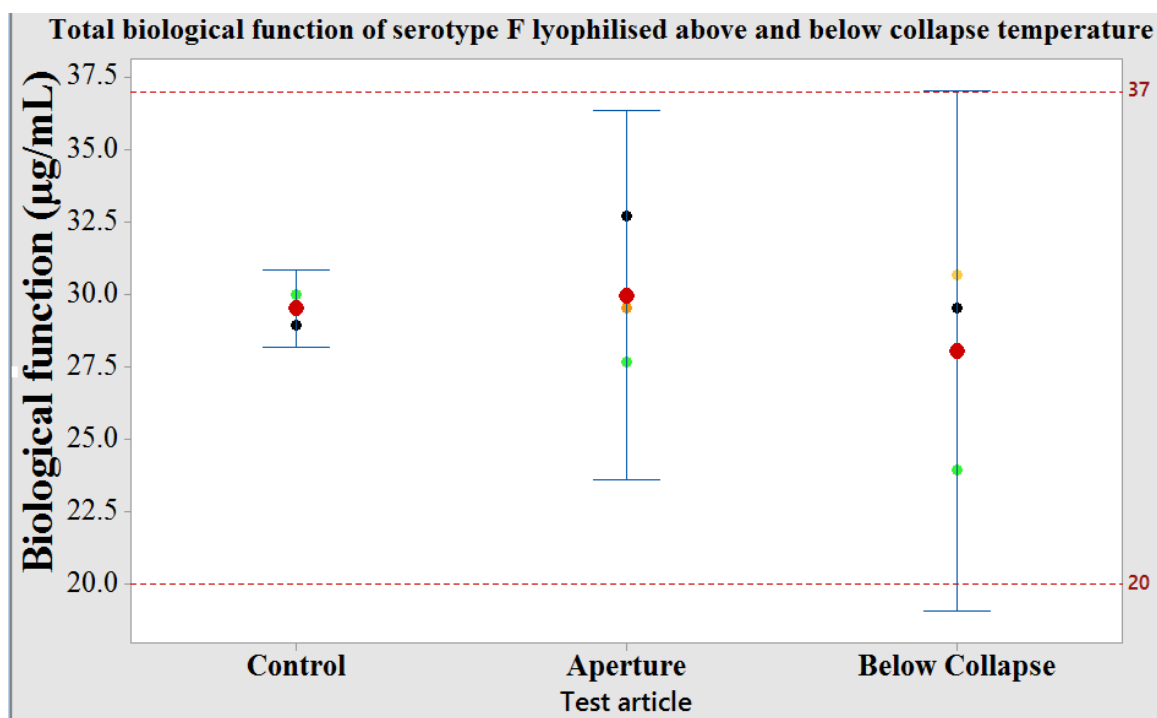 Total biological function of serotype F lyophilised above and below collapse temperature
Biological function (µg/mL)
37.5
35.0
32.5
30.0
27.5
25.0
22.5
20.0
37
20
Control Aperture Below Collapse
Test article